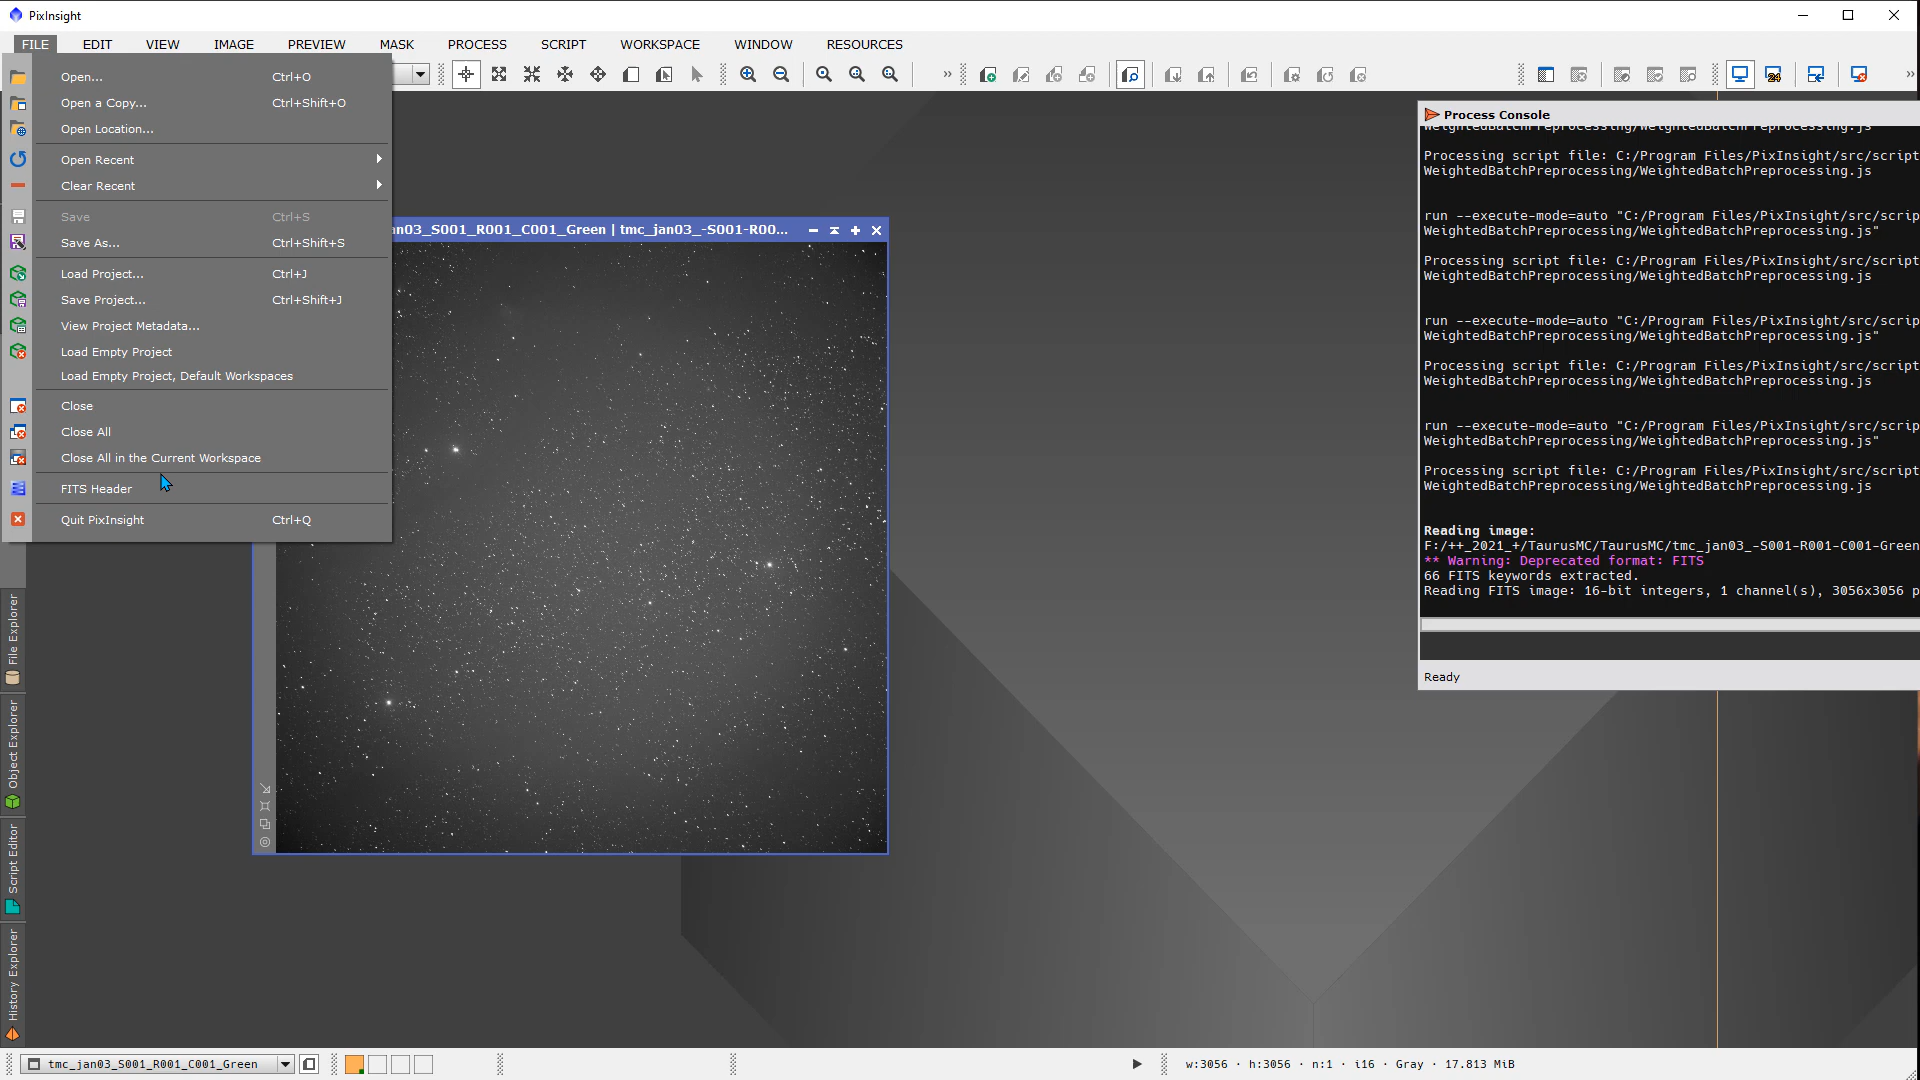 PixInsight
FILE EDIT VIEW IMAGE PREVIEW MASK PROCESS SCRIPT WORKSPACE WINDOW RESOURCES
Open... Ctrl+O
Open a Copy... Ctrl+Shift+O
Open Location...
Open Recent
Clear Recent
Save Ctrl+S
Save As... Ctrl+Shift+S
Load Project... Ctrl+J
Save Project... Ctrl+Shift+J
View Project Metadata...
Load Empty Project
Load Empty Project, Default Workspaces
Close
Close All
Close All in the Current Workspace
FITS Header
Quit PixInsight Ctrl+Q
24
an03_S001_R001_C001_Green | tmc_jan03_-S001-R00...
Process Console
WeightedBatchPreprocessing/WeightedBatchPreprocessing.js
Processing script file: C:/Program Files/PixInsight/src/script
WeightedBatchPreprocessing/WeightedBatchPreprocessing.js
run --execute-mode=auto "C:/Program Files/PixInsight/src/scrip
WeightedBatchPreprocessing/WeightedBatchPreprocessing.js"
Processing script file: C:/Program Files/PixInsight/src/script
WeightedBatchPreprocessing/WeightedBatchPreprocessing.js
run --execute-mode=auto "C:/Program Files/PixInsight/src/scrip
WeightedBatchPreprocessing/WeightedBatchPreprocessing.js"
Processing script file: C:/Program Files/PixInsight/src/script
WeightedBatchPreprocessing/WeightedBatchPreprocessing.js
run --execute-mode=auto "C:/Program Files/PixInsight/src/scrip
WeightedBatchPreprocessing/WeightedBatchPreprocessing.js"
Processing script file: C:/Program Files/PixInsight/src/script
WeightedBatchPreprocessing/WeightedBatchPreprocessing.js
Reading image:
F:/++_2021_+/TaurusMC/TaurusMC/tmc_jan03_-S001-R001-C001-Green
** Warning: Deprecated format: FITS
66 FITS keywords extracted.
Reading FITS image: 16-bit integers, 1 channel(s), 3056x3056 p
Ready
File Explorer
Object Explorer
Script Editor
History Explorer
tmc_jan03_S001_R001_C001_Green
w:3056 · h:3056 · n:1 · i16 · Gray · 17.813 MiB